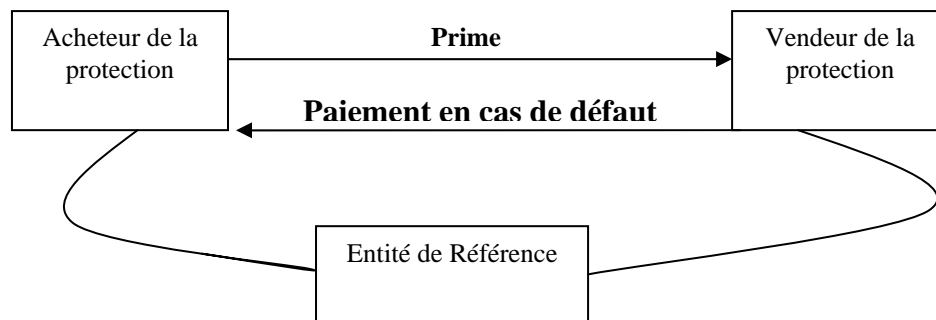 Acheteur de la
protection
Prime
Vendeur de la
protection
Paiement en cas de défaut
Entité de Référence